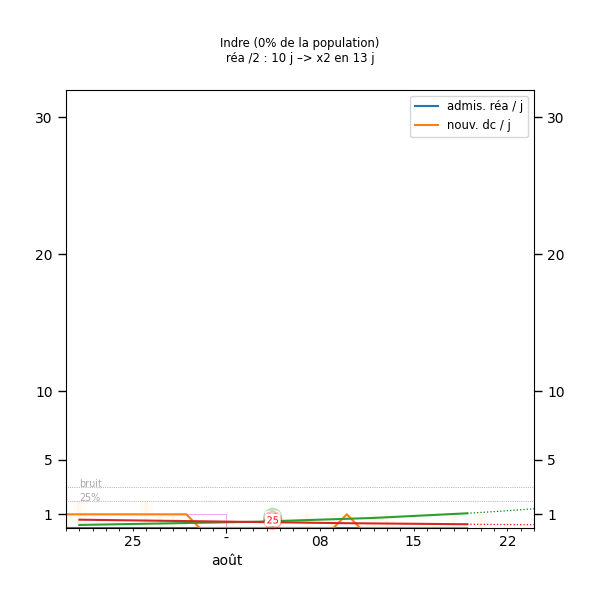 Indre (0% de la population)
réa /2 : 10 j –> x2 en 13 j
admis. réa / j
nouv. dc / j
30
30
20
20
10
10
5
5
bruit
25%
1
1
25
25
-
08
15
22
août